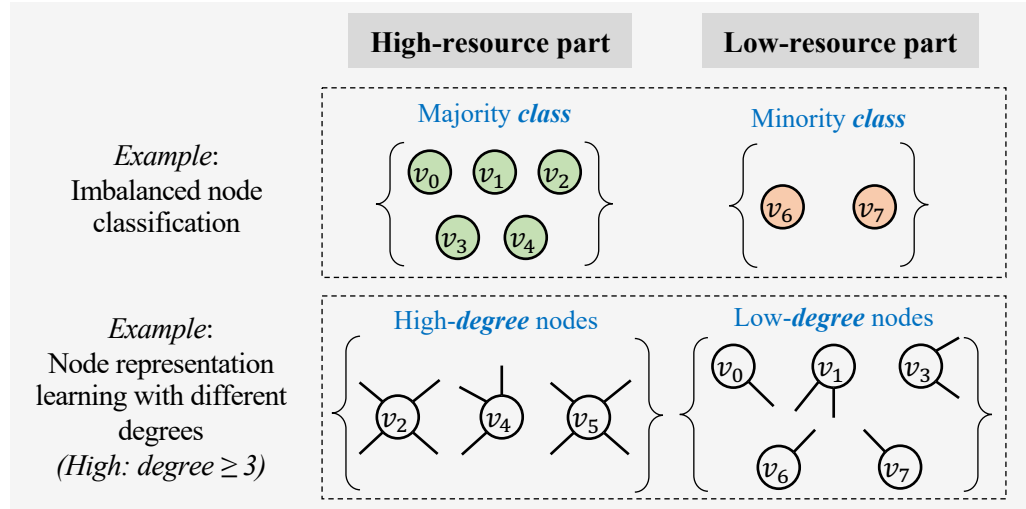 High-resource part
Low-resource part
Example:
Imbalanced node
classification
Majority class
v0 v1 v2
v3 v4
Minority class
v6 v7
Example:
Node representation
learning with different
degrees
(High: degree ≥ 3)
High-degree nodes
v2 v4 v5
Low-degree nodes
v0 v1 v3
v6 v7